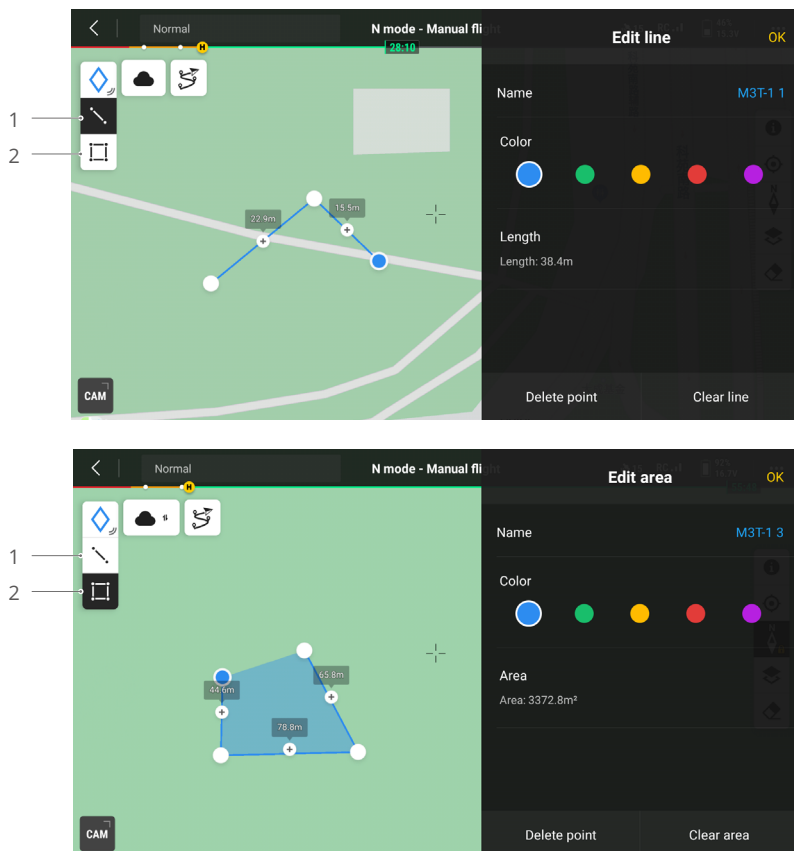 Normal
N mode - Manual fli
28:10
H
Edit line
OK
1
2
Name
M3T-1 1
Color
22.9m
15.5m
Length
Length: 38.4m
CAM
Delete point
Clear line
Normal
N mode - Manual fli
H
Edit area
OK
1
2
Name
M3T-1 3
Color
44.6m
65.8m
78.8m
Area
Area: 3372.8m²
CAM
Delete point
Clear area